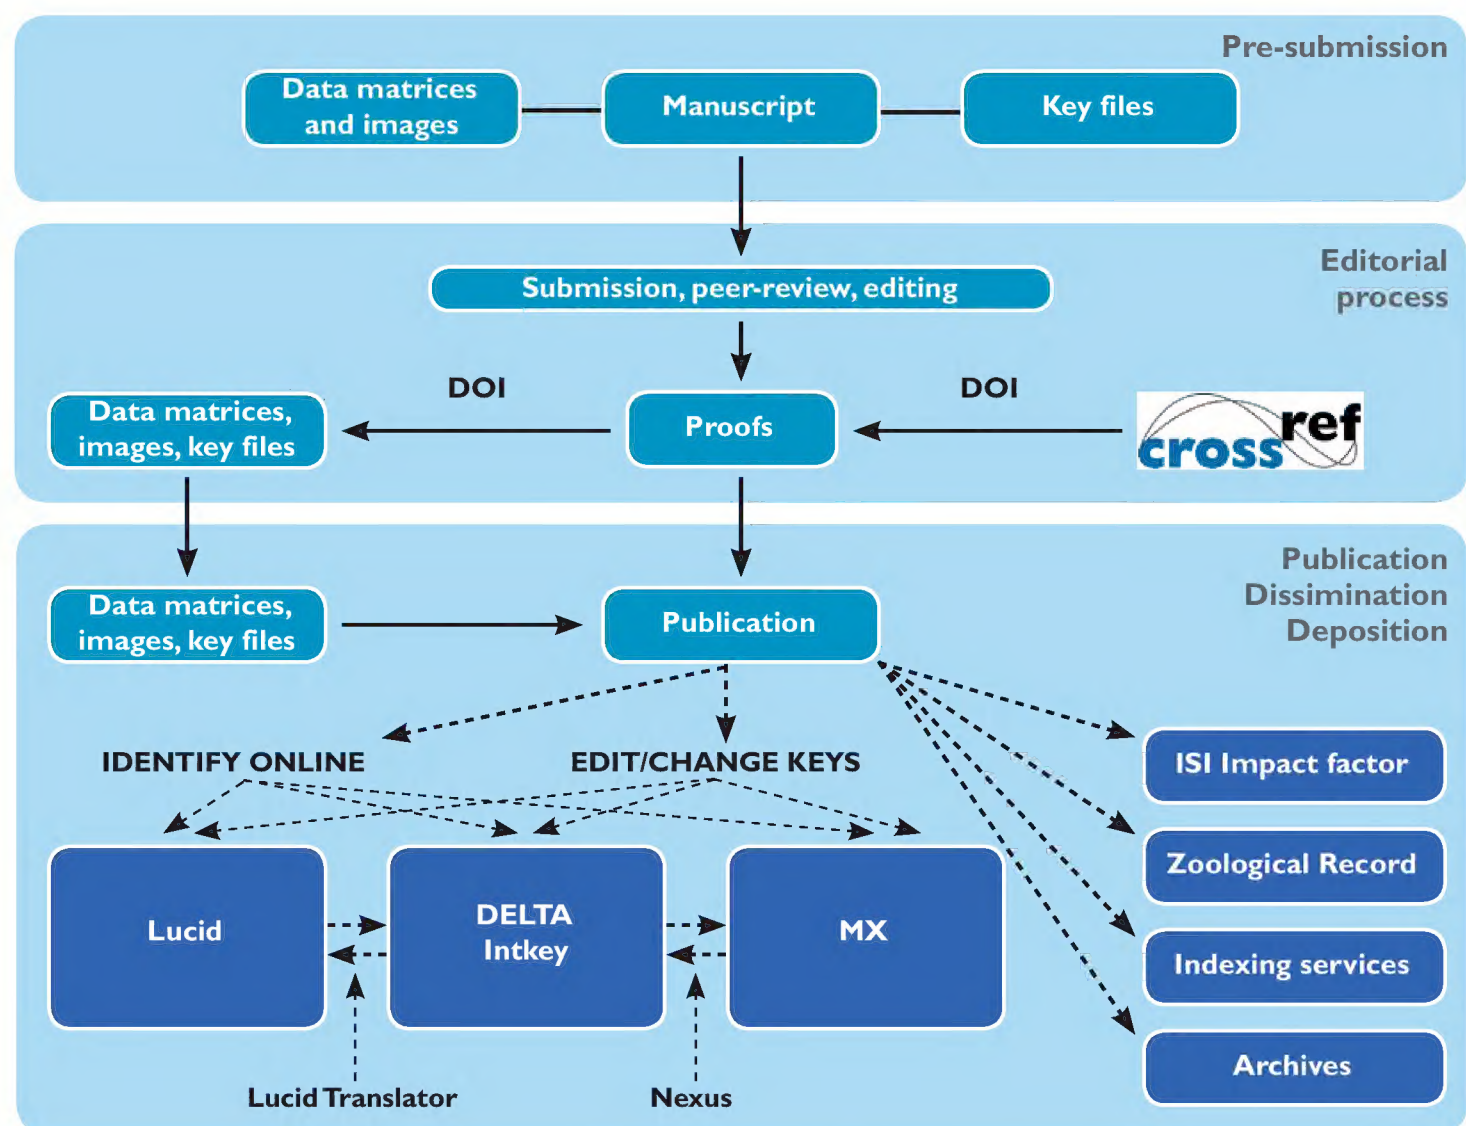 Pre-submission
Data matrices
and images
Manuscript
Key files
Editorial
process
Submission, peer-review, editing
DOI
DOI
Data matrices,
images, key files
Proofs
cross
ref
Publication
Dissimination
Deposition
Data matrices,
images, key files
Publication
IDENTIFY ONLINE
EDIT/CHANGE KEYS
ISI Impact factor
Zoological Record
Lucid
DELTA
Intkey
MX
Indexing services
Archives
Lucid Translator
Nexus